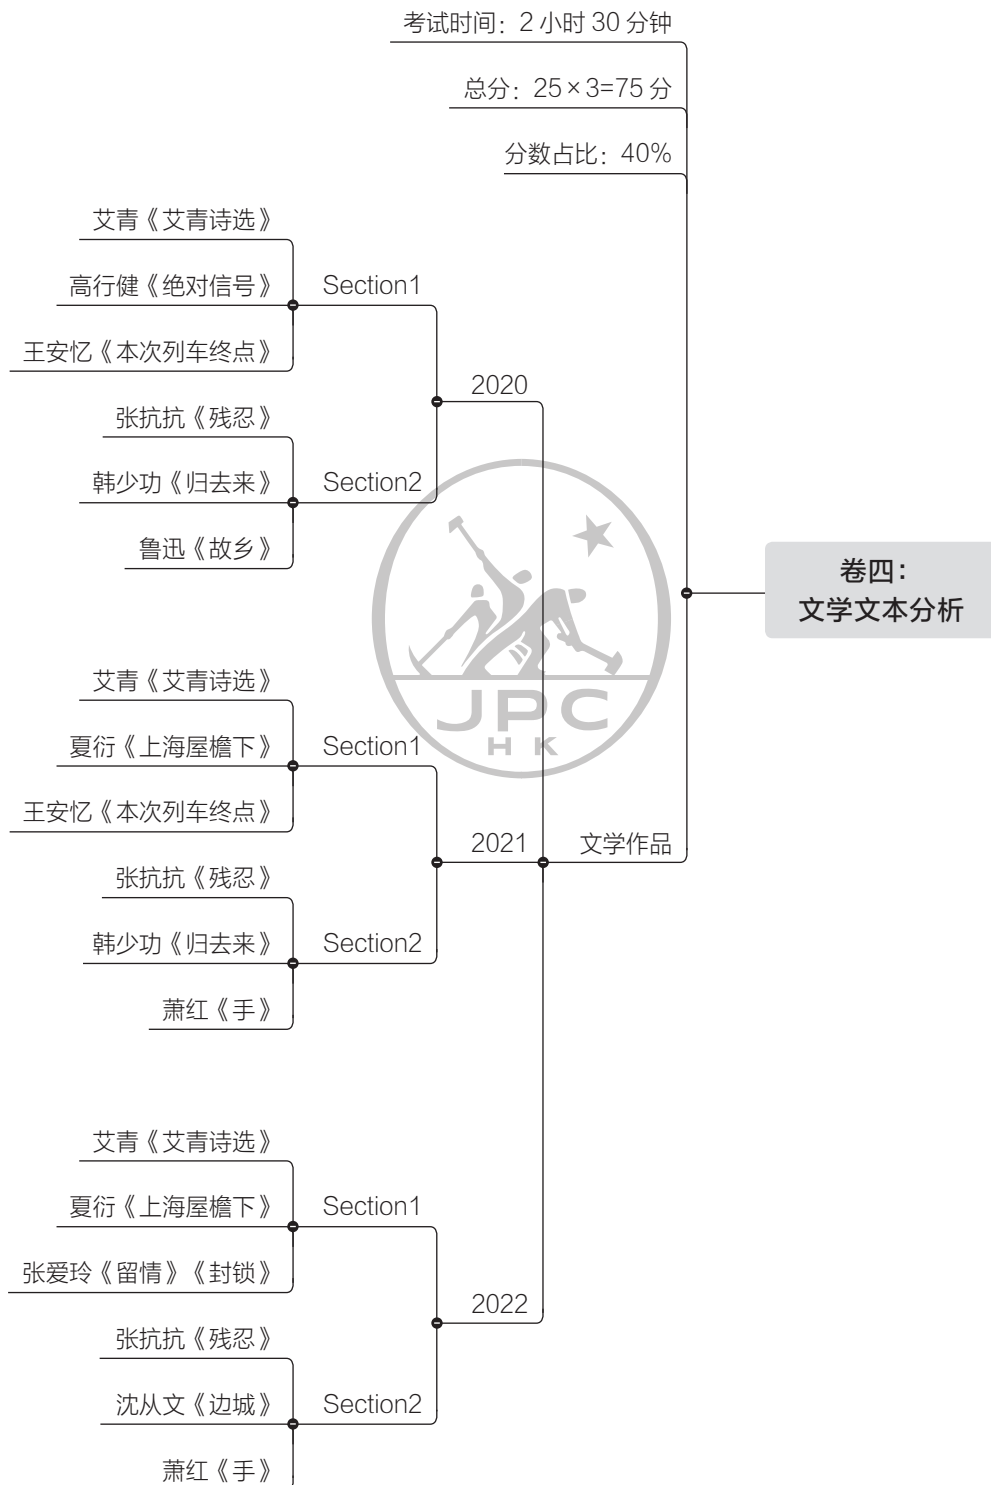 考试时间：2 小时 30 分钟
总分：25×3=75 分
分数占比：40%
艾青《艾青诗选》
高行健《绝对信号》
Section1
王安忆《本次列车终点》
2020
张抗抗《残忍》
韩少功《归去来》
Section2
鲁迅《故乡》
卷四：
文学文本分析
艾青《艾青诗选》
JPC
夏衍《上海屋檐下》
Section1
HK
王安忆《本次列车终点》
2021
文学作品
张抗抗《残忍》
韩少功《归去来》
Section2
萧红《手》
艾青《艾青诗选》
夏衍《上海屋檐下》
Section1
张爱玲《留情》《封锁》
2022
张抗抗《残忍》
沈从文《边城》
Section2
萧红《手》